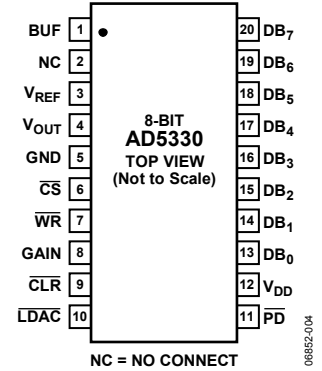 BUF 1 20 DB7
NC 2 19 DB6
VREF 3 18 DB5
VOUT 4 8-BIT 17 DB4
AD5330
GND 5 TOP VIEW 16 DB3
CS 6 (Not to Scale) 15 DB2
WR 7 14 DB1
GAIN 8 13 DB0
CLR 9 12 VDD
LDAC 10 11 PD
NC = NO CONNECT
06852-004